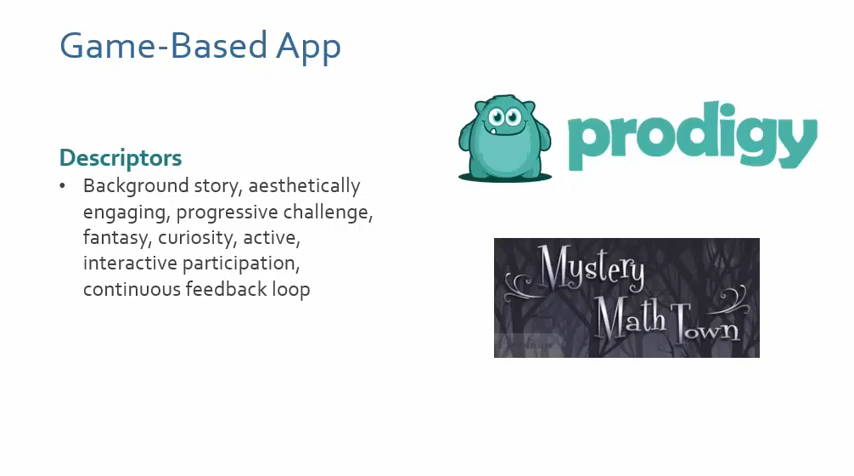 Game-Based App
Descriptors
• Background story, aesthetically
engaging, progressive challenge,
fantasy, curiosity, active,
interactive participation,
continuous feedback loop
prodigy
Mystery
Math Town